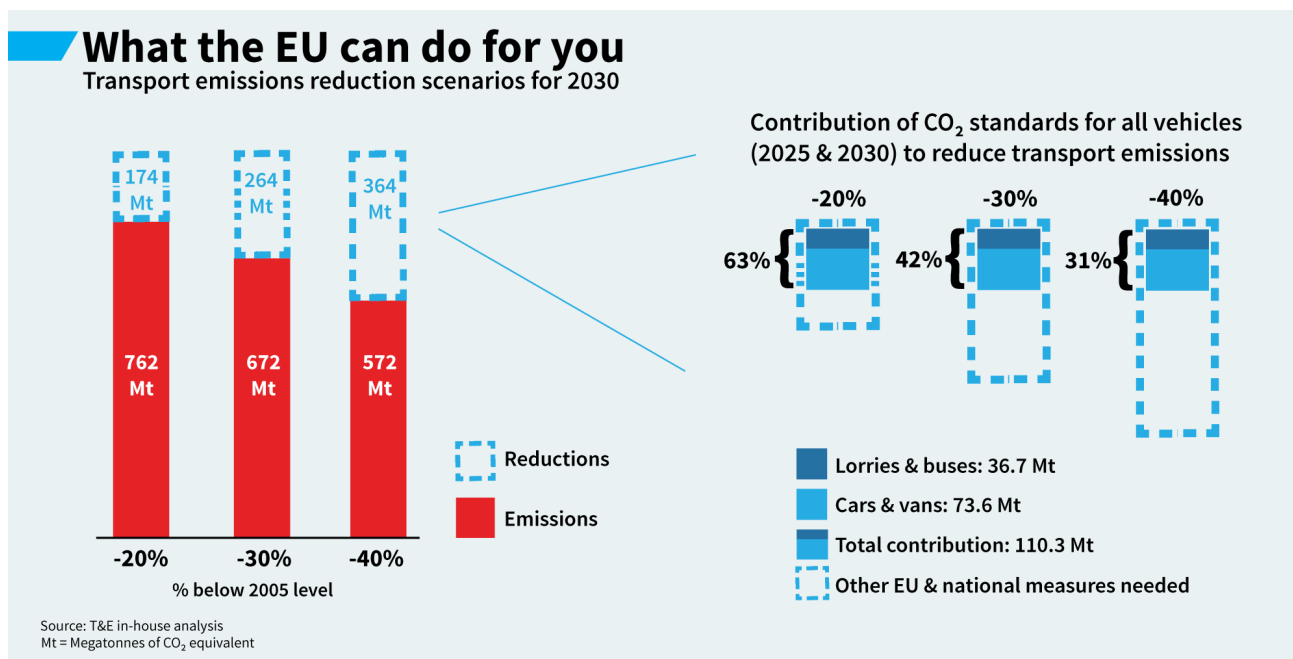 What the EU can do for you
Transport emissions reduction scenarios for 2030
174
Mt
264
Mt
364
Mt
762
Mt
672
Mt
572
Mt
-20%
-30%
-40%
% below 2005 level
Reductions
Emissions
Contribution of CO₂ standards for all vehicles
(2025 & 2030) to reduce transport emissions
-20%
-30%
-40%
63%
42%
31%
Lorries & buses: 36.7 Mt
Cars & vans: 73.6 Mt
Total contribution: 110.3 Mt
Other EU & national measures needed
Source: T&E in-house analysis
Mt = Megatonnes of CO₂ equivalent